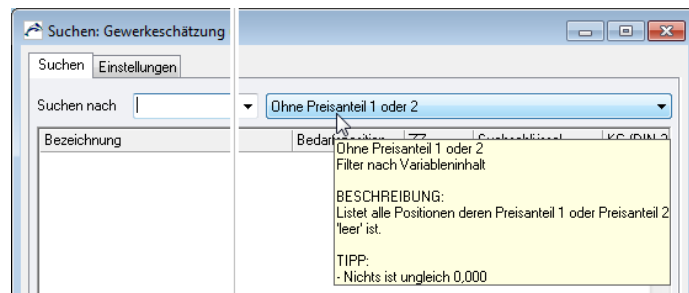 Suchen: Gewerkeschätzung
Suchen Einstellungen
Suchen nach Ohne Preisanteil 1 oder 2
Bezeichnung
Ohne Preisanteil 1 oder 2
Filter nach Variableninhalt
BESCHREIBUNG:
Listet alle Positionen deren Preisanteil 1 oder Preisanteil 2
'leer' ist.
TIPP:
- Nichts ist ungleich 0,000